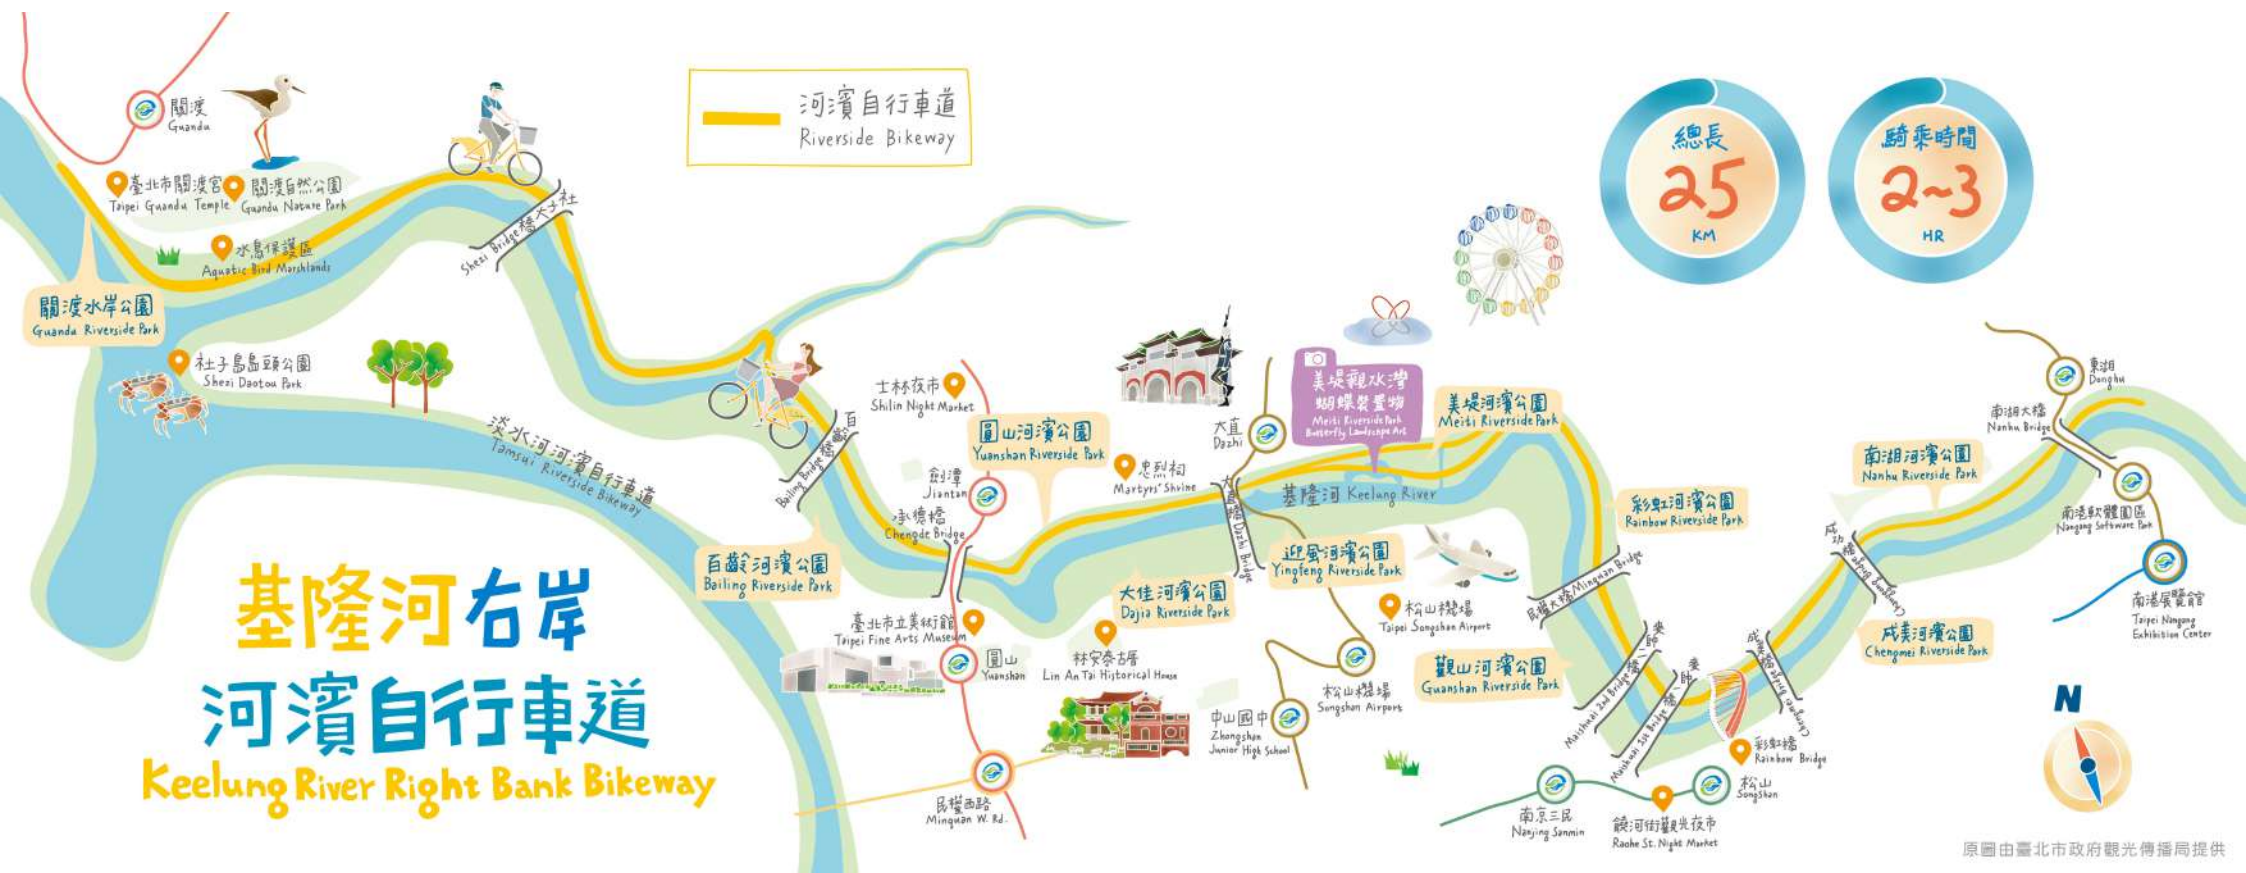 關渡
Guandu
臺北市關渡宮
Taipei Guandu Temple
關渡自然公園
Guandu Nature Park
水鳥保護區
Aquatic Bird Marshlands
關渡水岸公園
Guandu Riverside Park
社子島島頭公園
Shezi Daotou Park
社子大橋
Shezi Bridge
河濱自行車道
Riverside Bikeway
總長
25
KM
騎乘時間
2~3
HR
淡水河河濱自行車道
Tamsui Riverside Bikeway
百齡橋
Bailing Bridge
百齡河濱公園
Bailing Riverside Park
士林夜市
Shilin Night Market
劍潭
Jiantan
承德橋
Chengde Bridge
圓山河濱公園
Yuanshan Riverside Park
忠烈祠
Martyrs' Shrine
大直
Dazhi
大直橋 Dazhi Bridge
美堤觀水灣
蝴蝶裝置物
Meiti Riverside Park
Butterfly Landscape Art
美堤河濱公園
Meiti Riverside Park
基隆河 Keelung River
彩虹河濱公園
Rainbow Riverside Park
迎風河濱公園
Yingfeng Riverside Park
大佳河濱公園
Dajia Riverside Park
松山機場
Taipei Songshan Airport
民權大橋 Minquan Bridge
臺北市立美術館
Taipei Fine Arts Museum
圓山
Yuanshan
林安泰古厝
Lin An Tai Historical House
松山機場
Songshan Airport
中山國中
Zhongshan
Junior High School
民權西路
Minquan W. Rd.
觀山河濱公園
Guanshan Riverside Park
麥帥二橋
Maishuai 2nd Bridge
麥帥一橋
Maishuai 1st Bridge
成美橋
Chengmei Bridge
彩虹橋
Rainbow Bridge
松山
Songshan
南京三民
Nanjing Sanmin
饒河街觀光夜市
Raohe St. Night Market
成功橋
Chenggong Bridge
成美河濱公園
Chengmei Riverside Park
南湖河濱公園
Nanhu Riverside Park
南湖大橋
Nanhu Bridge
東湖
Donghu
南港軟體園區
Nangang Software Park
南港展覽館
Taipei Nangang
Exhibition Center
N
基隆河右岸
河濱自行車道
Keelung River Right Bank Bikeway
原圖由臺北市政府觀光傳播局提供